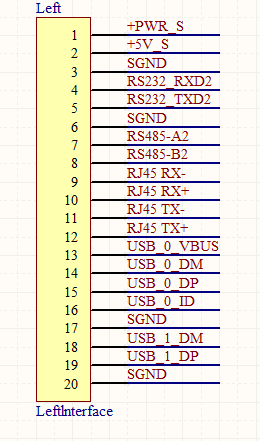 Left
1 +PWR_S
2 +5V_S
3 SGND
4 RS232_RXD2
5 RS232_TXD2
6 SGND
7 RS485-A2
8 RS485-B2
9 RJ45 RX-
10 RJ45 RX+
11 RJ45 TX-
12 RJ45 TX+
13 USB_0_VBUS
14 USB_0_DM
15 USB_0_DP
16 USB_0_ID
17 SGND
18 USB_1_DM
19 USB_1_DP
20 SGND
LeftInterface